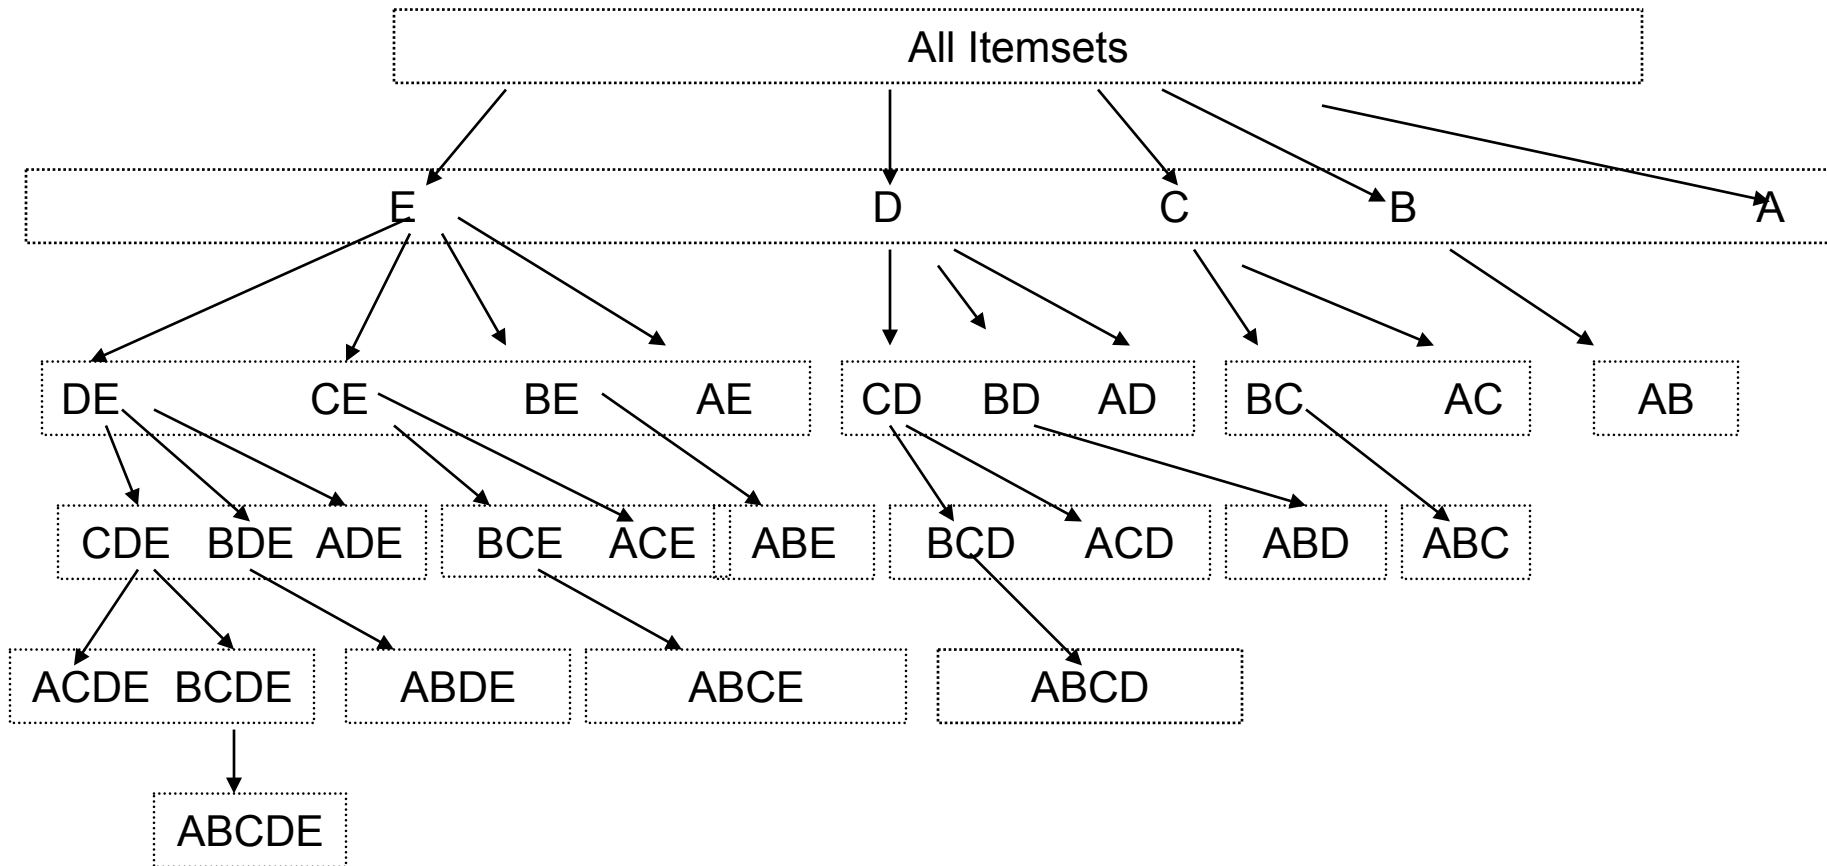 All Itemsets
E D C B A
DE CE BE AE CD BD AD BC AC AB
CDE BDE ADE BCE ACE ABE BCD ACD ABD ABC
ACDE BCDE ABDE ABCE ABCD
ABCDE